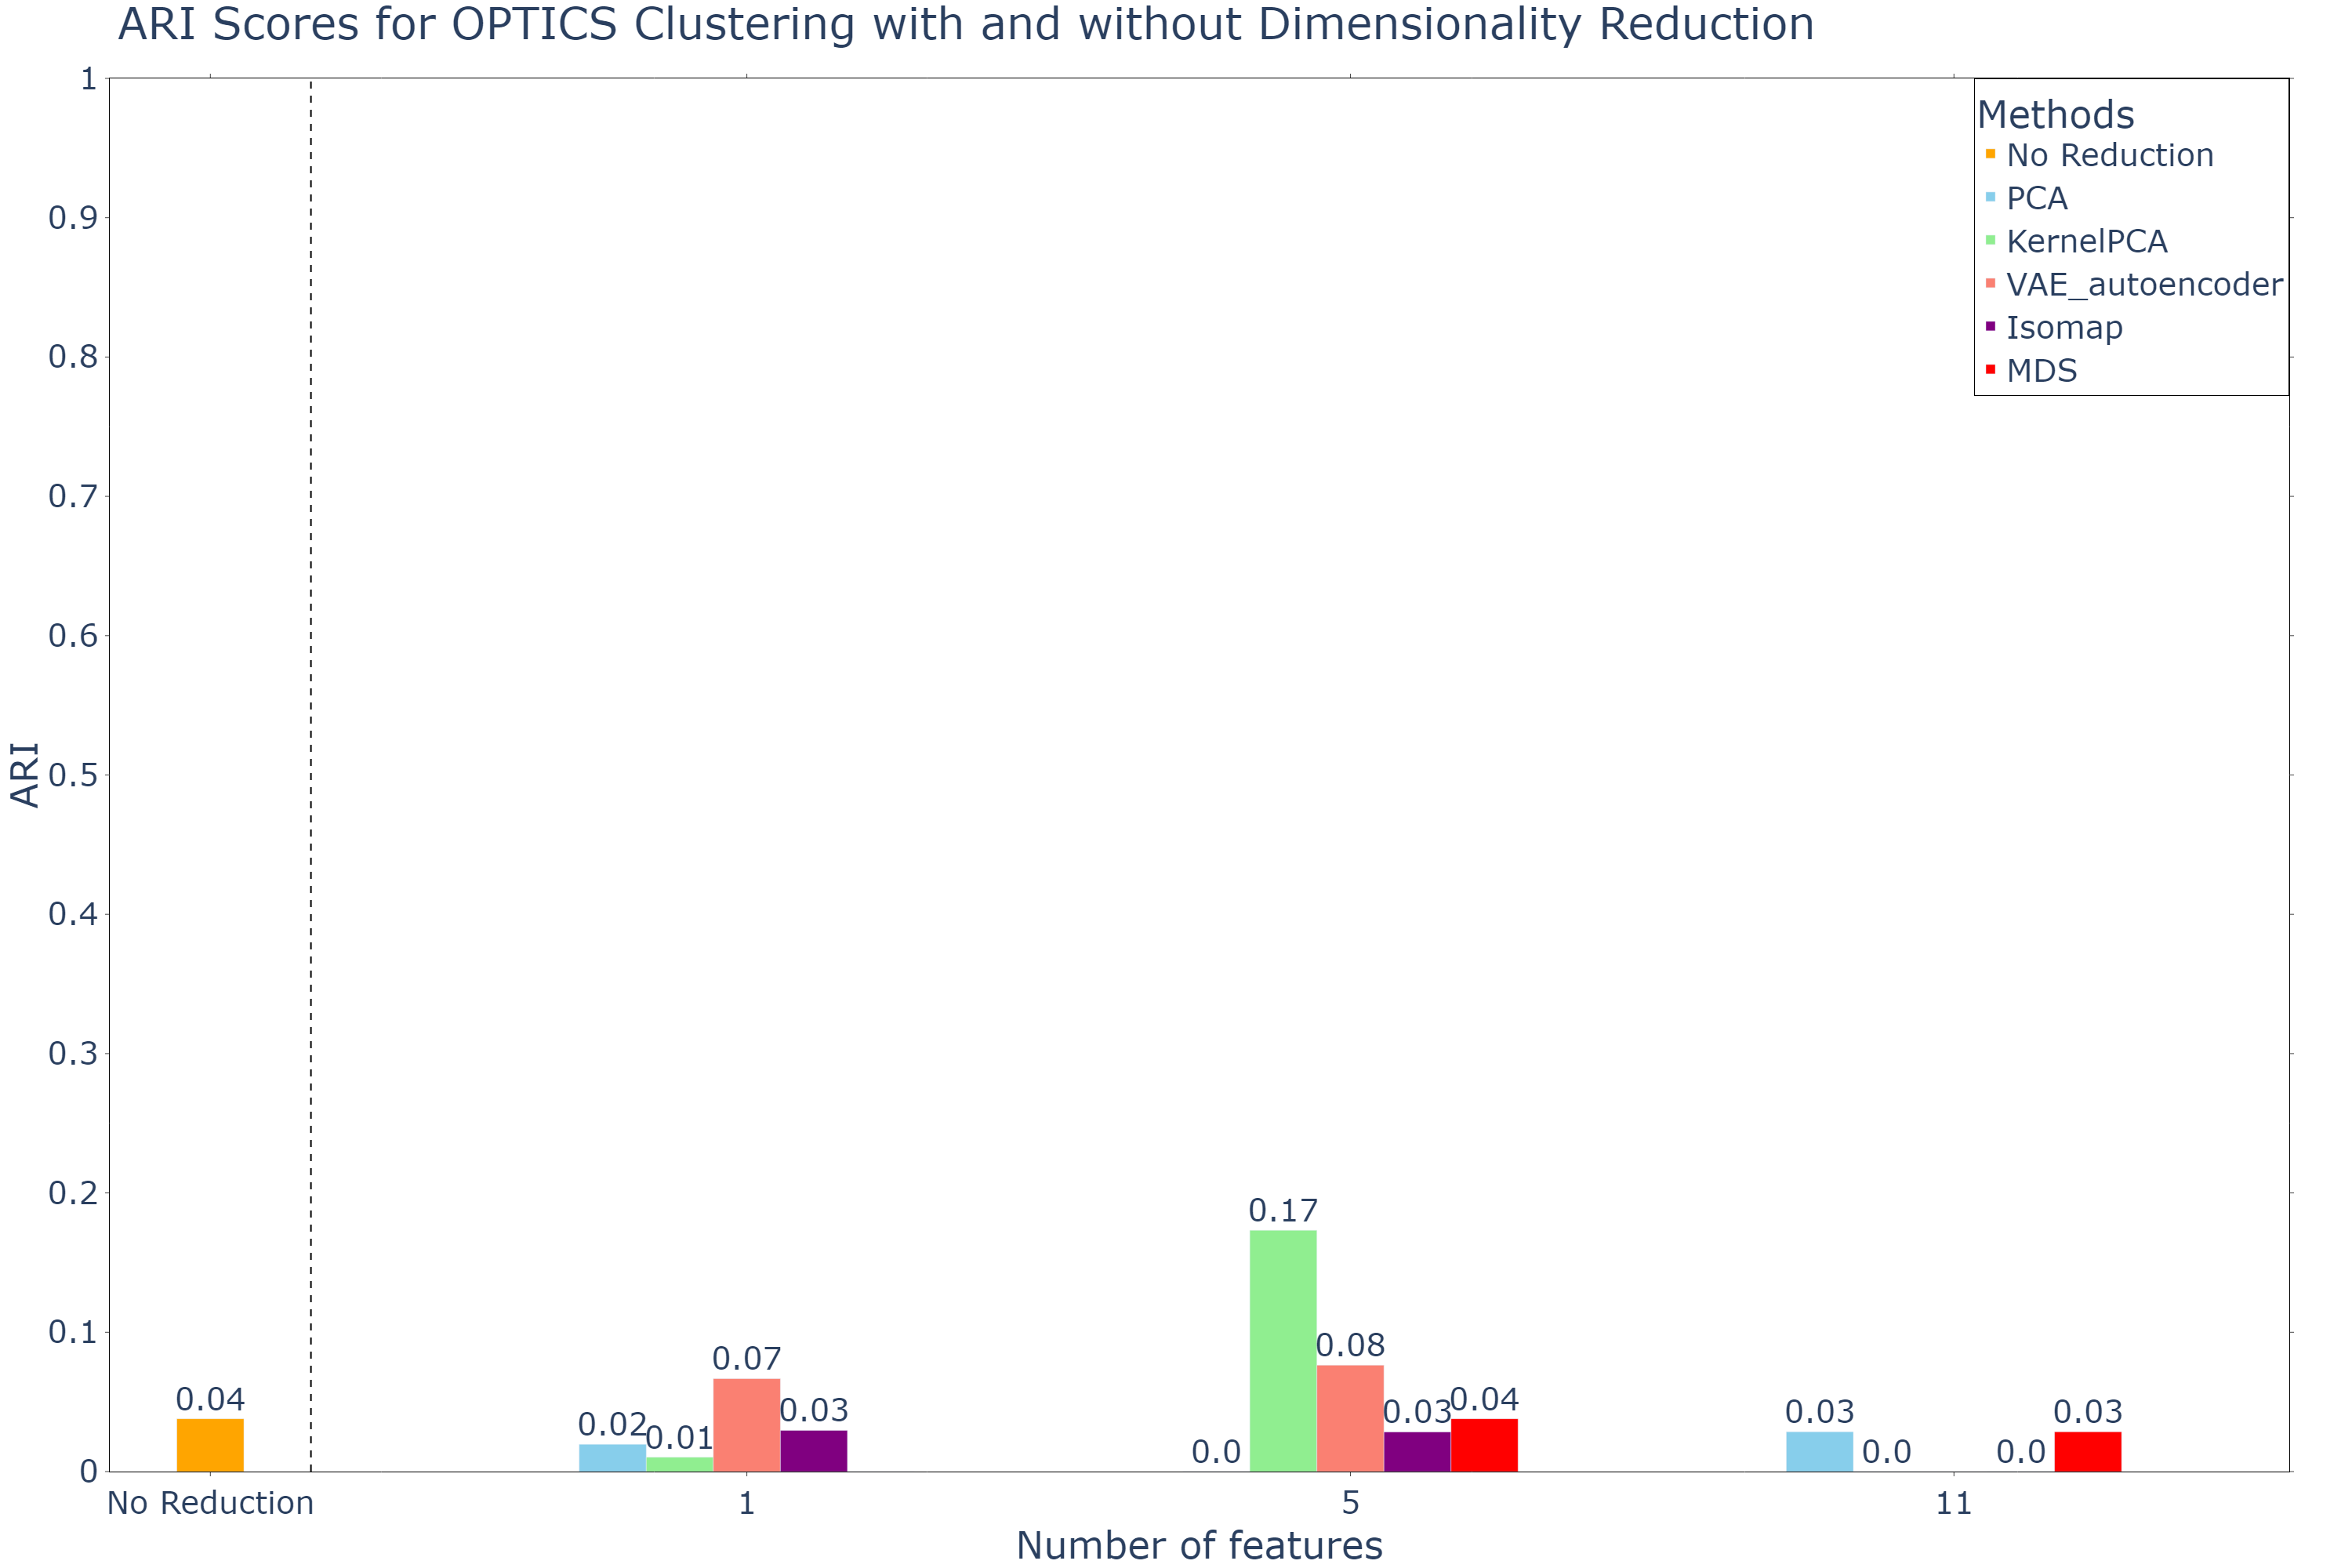 ARI Scores for OPTICS Clustering with and without Dimensionality Reduction
Methods
No Reduction
PCA
KernelPCA
VAE_autoencoder
Isomap
MDS
ARI
1
0.9
0.8
0.7
0.6
0.5
0.4
0.3
0.2
0.1
0
0.04
0.02
0.01
0.07
0.03
0.0
0.17
0.08
0.03
0.04
0.03
0.0
0.0
0.03
No Reduction 1 5 11
Number of features